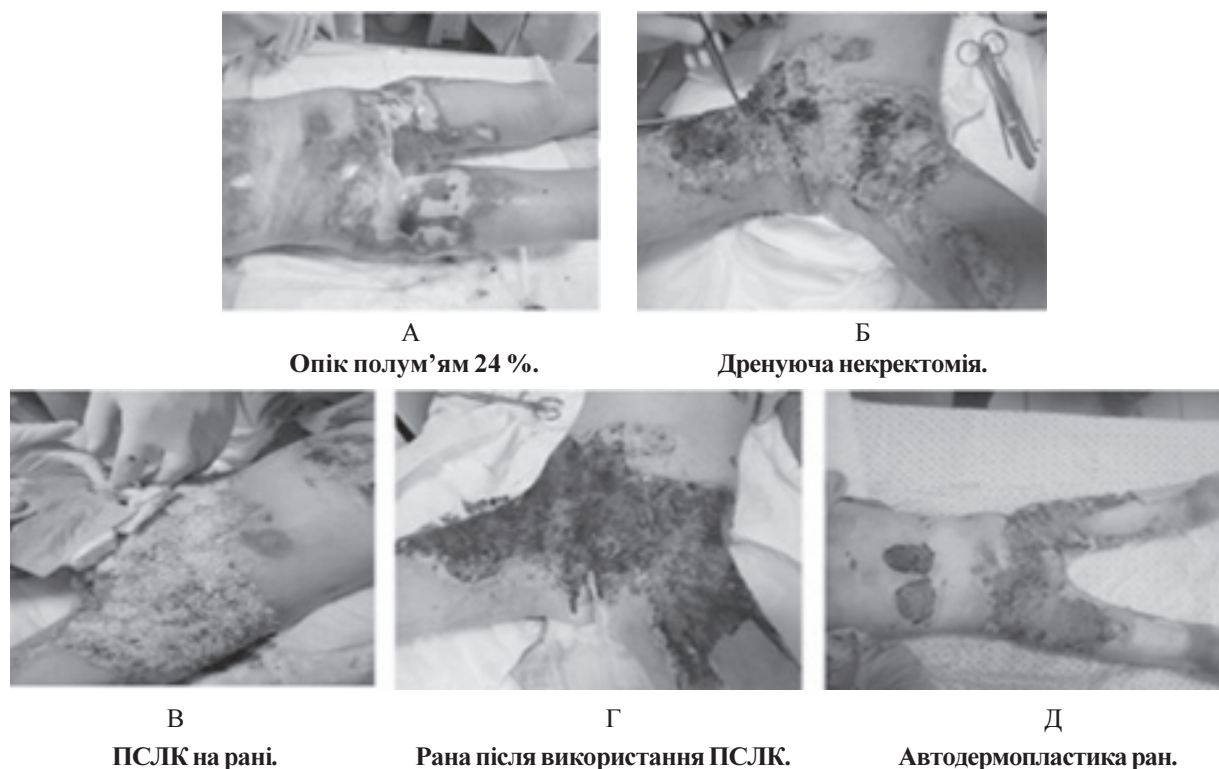 А
Б
Опік полум’ям 24 %.
Дренуюча некректомія.
В
Г
Д
ПСЛК на рані.
Рана після використання ПСЛК.
Автодермопластика ран.